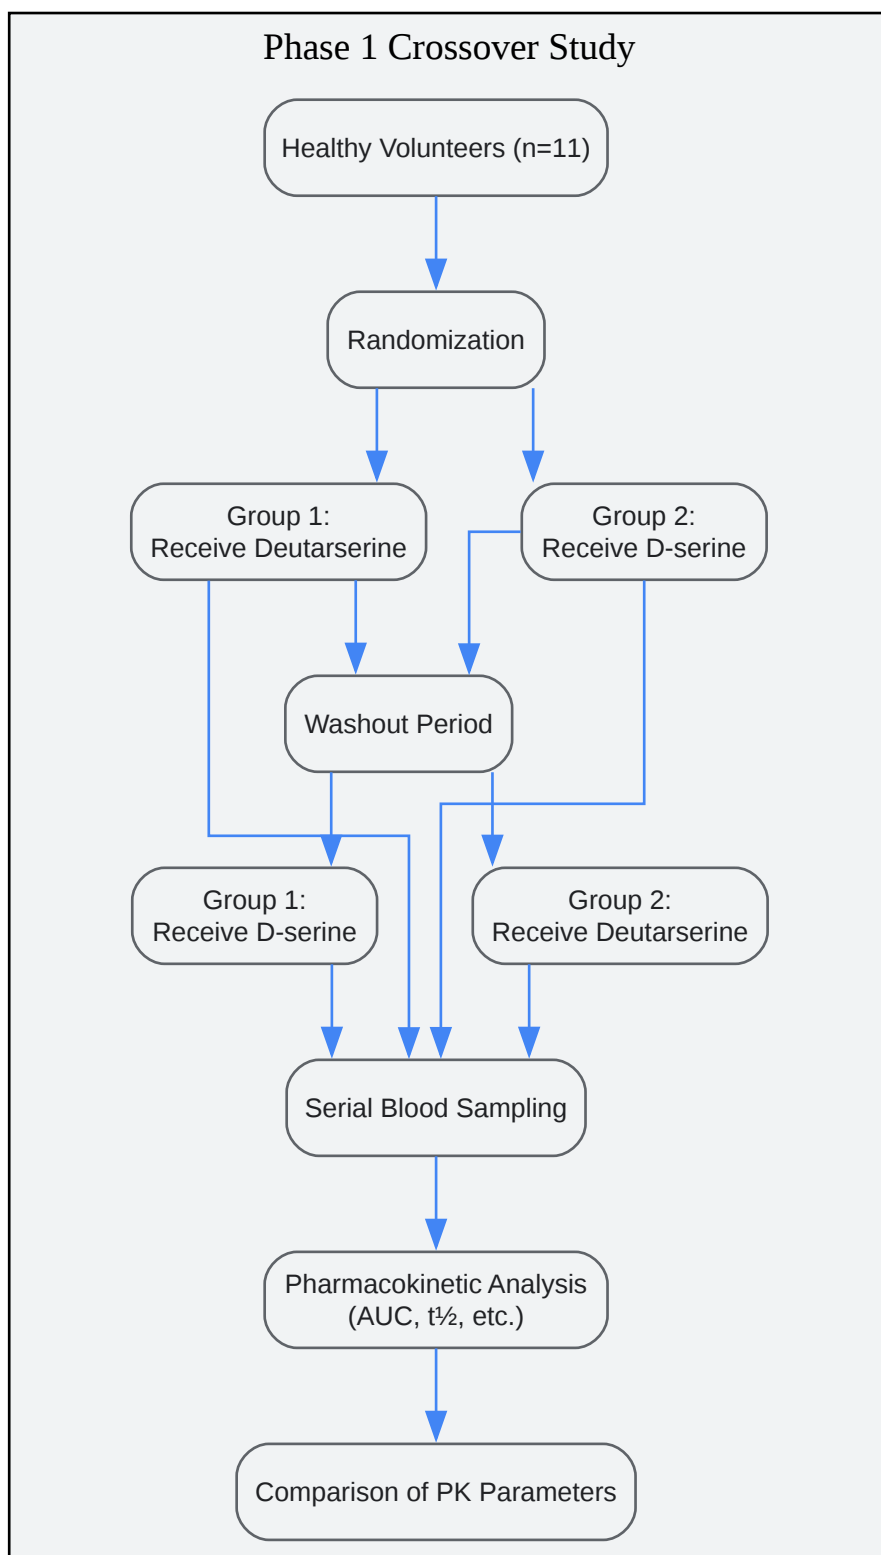 Phase 1 Crossover Study
Healthy Volunteers (n=11)
Randomization
Group 1:
Receive Deutarserine
Group 2:
Receive D-serine
Washout Period
Group 1:
Receive D-serine
Group 2:
Receive Deutarserine
Serial Blood Sampling
Pharmacokinetic Analysis
(AUC, t½, etc.)
Comparison of PK Parameters